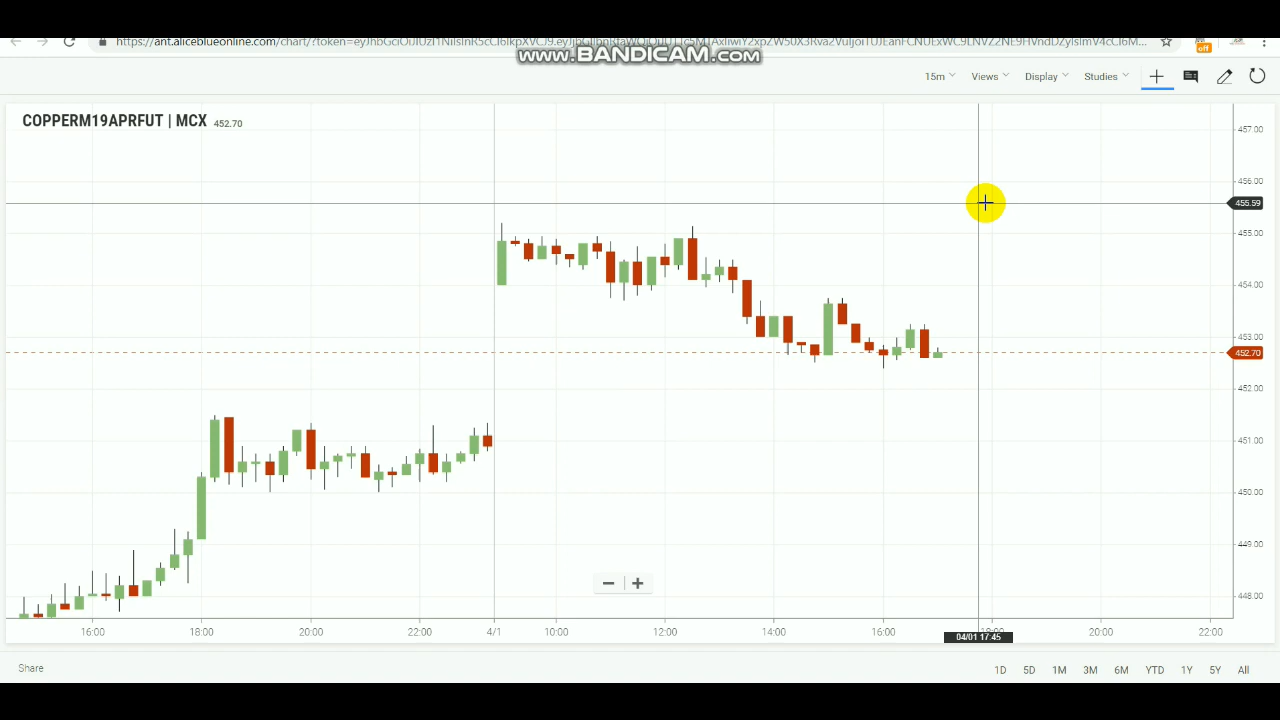 www.BANDICAM.com
15m Views Display Studies
COPPERM19APRFUT | MCX 452.70
457.00
456.00
455.59
455.00
454.00
453.00
452.70
452.00
451.00
450.00
449.00
448.00
16:00 18:00 20:00 22:00 4/1 10:00 12:00 14:00 16:00 18:00 20:00 22:00
04/01 17:45
Share
1D 5D 1M 3M 6M YTD 1Y 5Y All
off